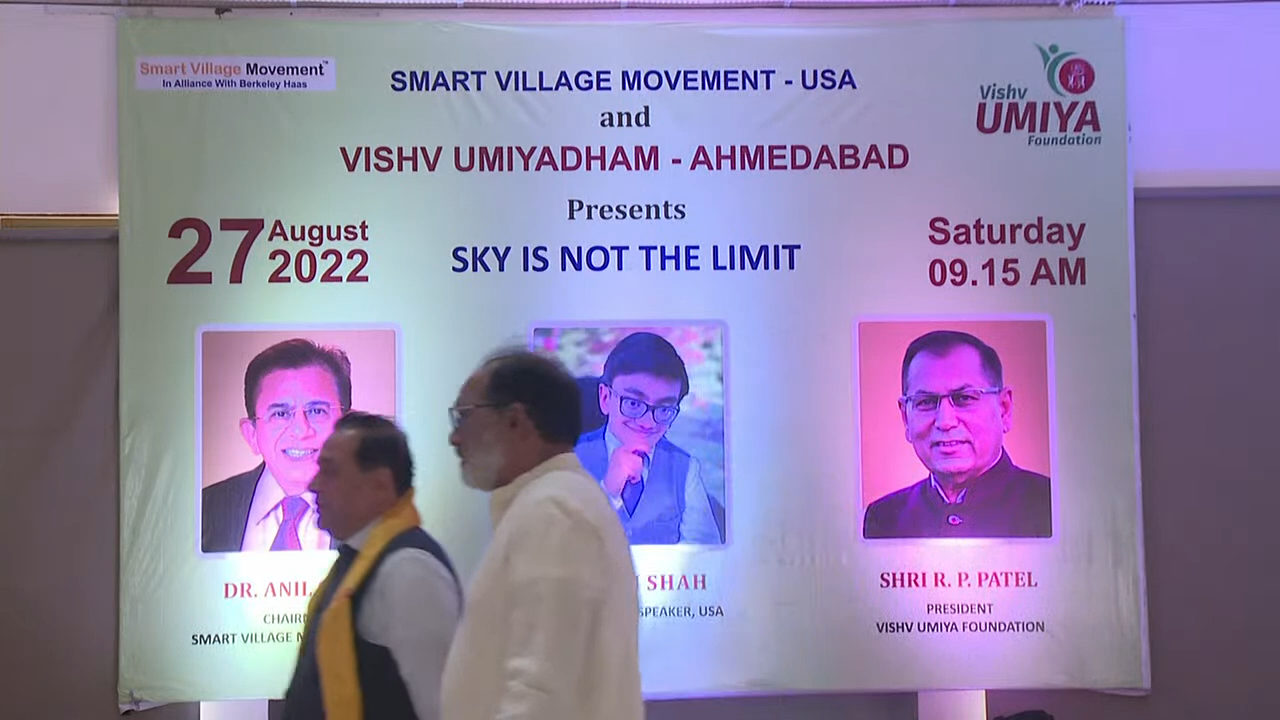 Smart Village Movement™
In Alliance With Berkeley Haas
SMART VILLAGE MOVEMENT - USA
and
VISHV UMIYADHAM - AHMEDABAD
Presents
SKY IS NOT THE LIMIT
Vishv
UMIYA
Foundation
27 August
2022
Saturday
09.15 AM
DR. ANIL
SMART VILLAGE
SHAH
SPEAKER, USA
SHRI R. P. PATEL
PRESIDENT
VISHV UMIYA FOUNDATION